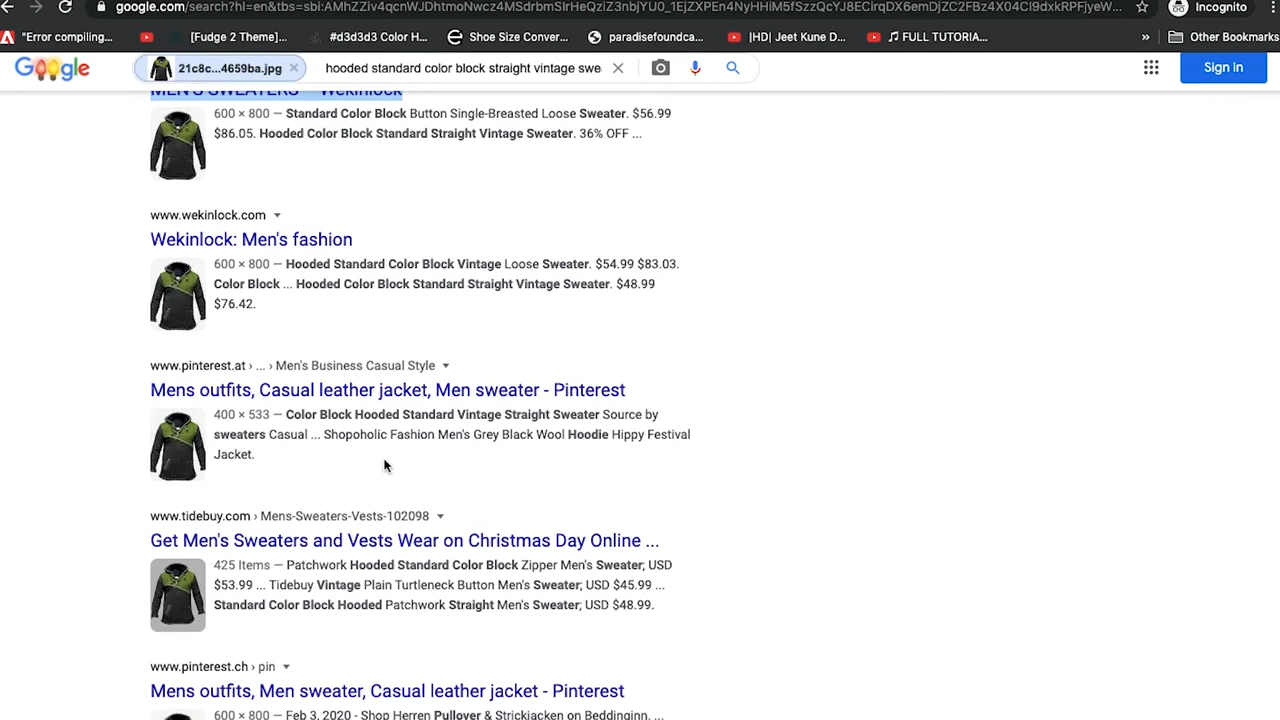 google.com/search?hl=en&tbs=sbi:AMhZZiv4qcnWJDhtmoNwcz4MSdrbmSIrHeQziZ3nbjYU0_1EjZXPEn4NyHHiM5fSzzQcYJ8ECirqDX6emDjZC2FBz4X04Cl9dxkRPFjyeW... Incognito
"Error compiling... [Fudge 2 Theme]... #d3d3d3 Color H... Shoe Size Conver... paradisefoundca... |HD| Jeet Kune D... ♫ FULL TUTORIA... » Other Bookmarks
Google 21c8c...4659ba.jpg × hooded standard color block straight vintage swe Sign in
MEN'S SWEATERS – Wekinlock
600 × 800 — Standard Color Block Button Single-Breasted Loose Sweater. $56.99
$86.05. Hooded Color Block Standard Straight Vintage Sweater. 36% OFF ...
www.wekinlock.com
Wekinlock: Men's fashion
600 × 800 — Hooded Standard Color Block Vintage Loose Sweater. $54.99 $83.03.
Color Block ... Hooded Color Block Standard Straight Vintage Sweater. $48.99
$76.42.
www.pinterest.at › ... › Men's Business Casual Style
Mens outfits, Casual leather jacket, Men sweater - Pinterest
400 × 533 — Color Block Hooded Standard Vintage Straight Sweater Source by
sweaters Casual ... Shopoholic Fashion Men's Grey Black Wool Hoodie Hippy Festival
Jacket.
www.tidebuy.com › Mens-Sweaters-Vests-102098
Get Men's Sweaters and Vests Wear on Christmas Day Online ...
425 Items — Patchwork Hooded Standard Color Block Zipper Men's Sweater; USD
$53.99 ... Tidebuy Vintage Plain Turtleneck Button Men's Sweater; USD $45.99 ...
Standard Color Block Hooded Patchwork Straight Men's Sweater; USD $48.99.
www.pinterest.ch › pin
Mens outfits, Men sweater, Casual leather jacket - Pinterest
600 × 800 — Feb 3, 2020 - Shop Herren Pullover & Strickjacken on Beddinginn. ...